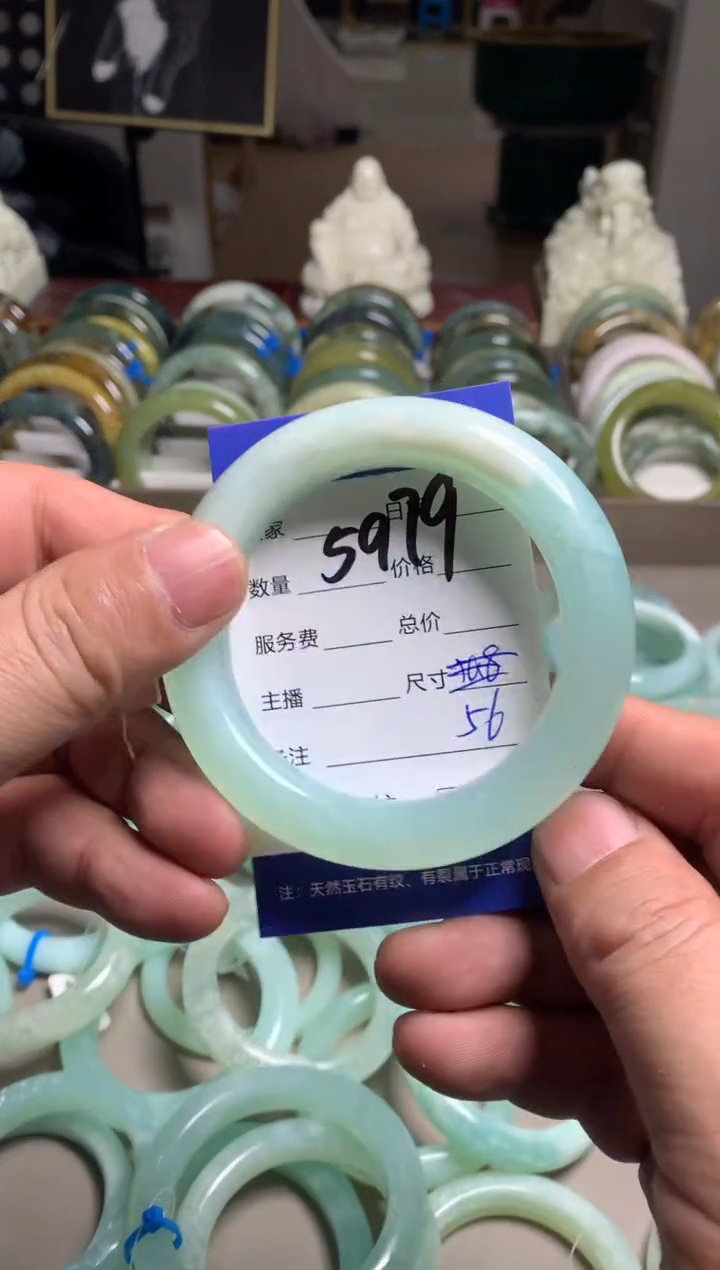 家 日
5979
数量 价格
服务费 总价
主播 尺寸
56
注
注：天然玉石有纹、有裂属于正常现